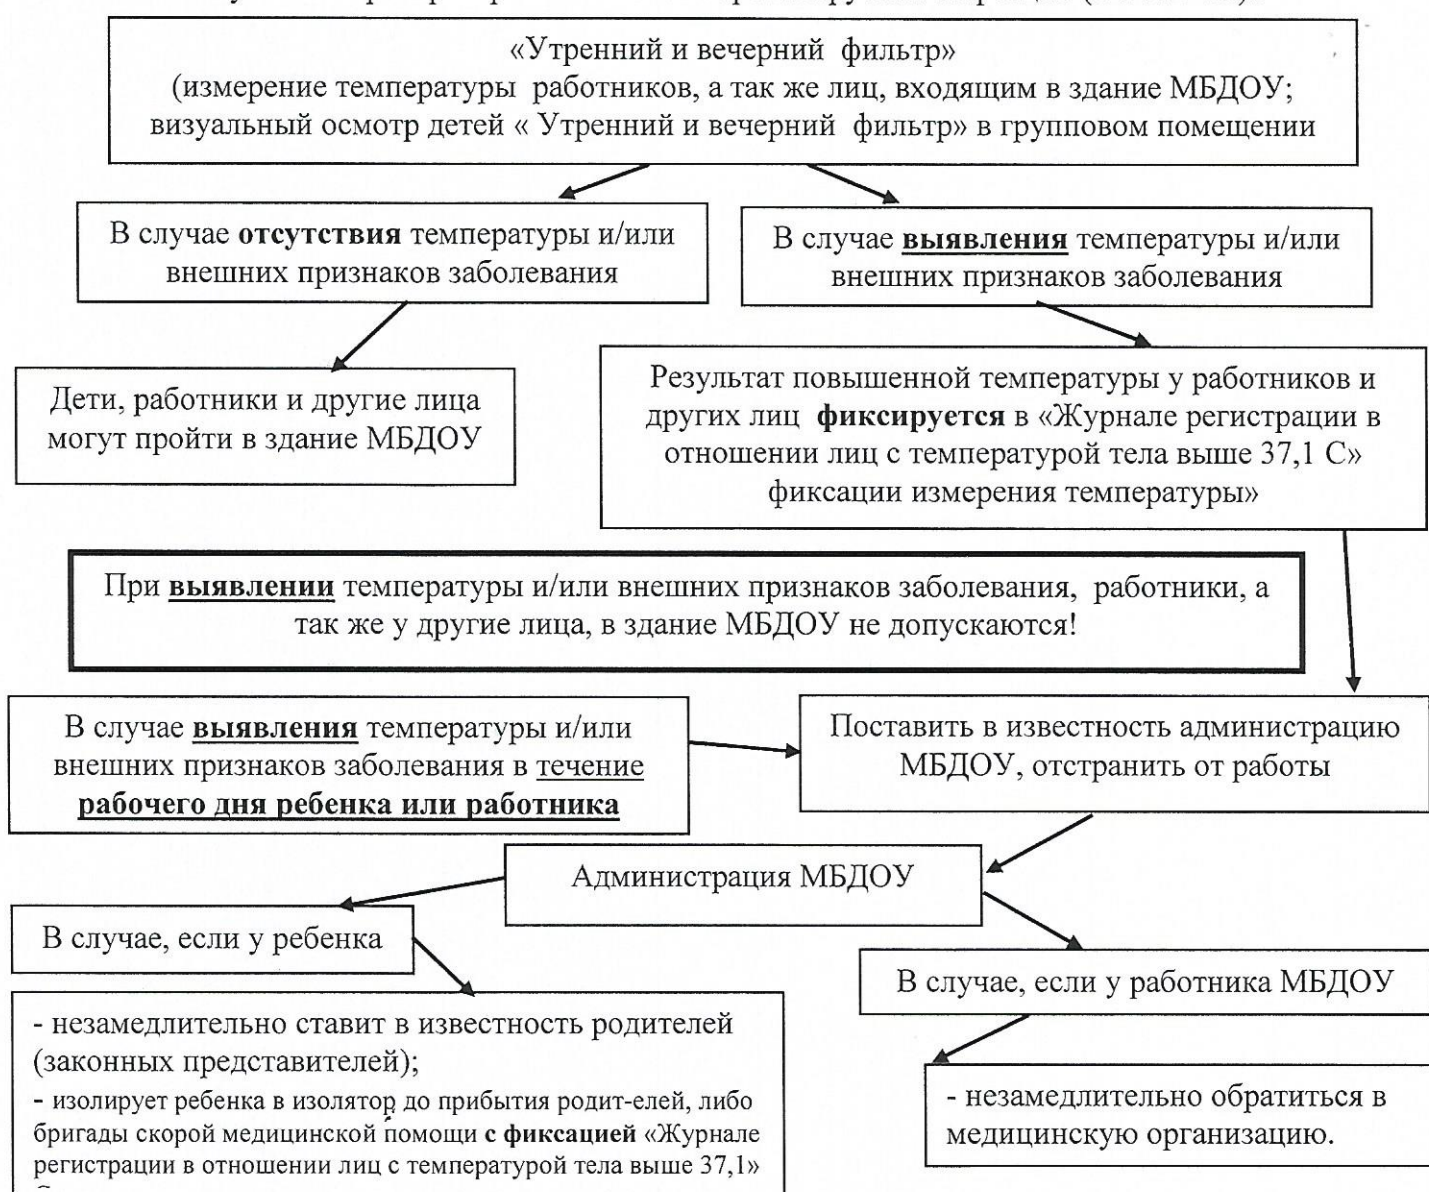 «Утренний и вечерний фильтр»
(измерение температуры работников, а так же лиц, входящим в здание МБДОУ;
визуальный осмотр детей « Утренний и вечерний фильтр» в групповом помещении
В случае отсутствия температуры и/или
внешних признаков заболевания
В случае выявления температуры и/или
внешних признаков заболевания
Дети, работники и другие лица
могут пройти в здание МБДОУ
Результат повышенной температуры у работников и
других лиц фиксируется в «Журнале регистрации в
отношении лиц с температурой тела выше 37,1 С»
фиксации измерения температуры»
При выявлении температуры и/или внешних признаков заболевания, работники, а
так же у другие лица, в здание МБДОУ не допускаются!
В случае выявления температуры и/или
внешних признаков заболевания в течение
рабочего дня ребенка или работника
Поставить в известность администрацию
МБДОУ, отстранить от работы
Администрация МБДОУ
В случае, если у ребенка
В случае, если у работника МБДОУ
- незамедлительно ставит в известность родителей
(законных представителей);
- изолирует ребенка в изолятор до прибытия родит-елей, либо
бригады скорой медицинской помощи с фиксацией «Журнале
регистрации в отношении лиц с температурой тела выше 37,1»
- незамедлительно обратиться в
медицинскую организацию.